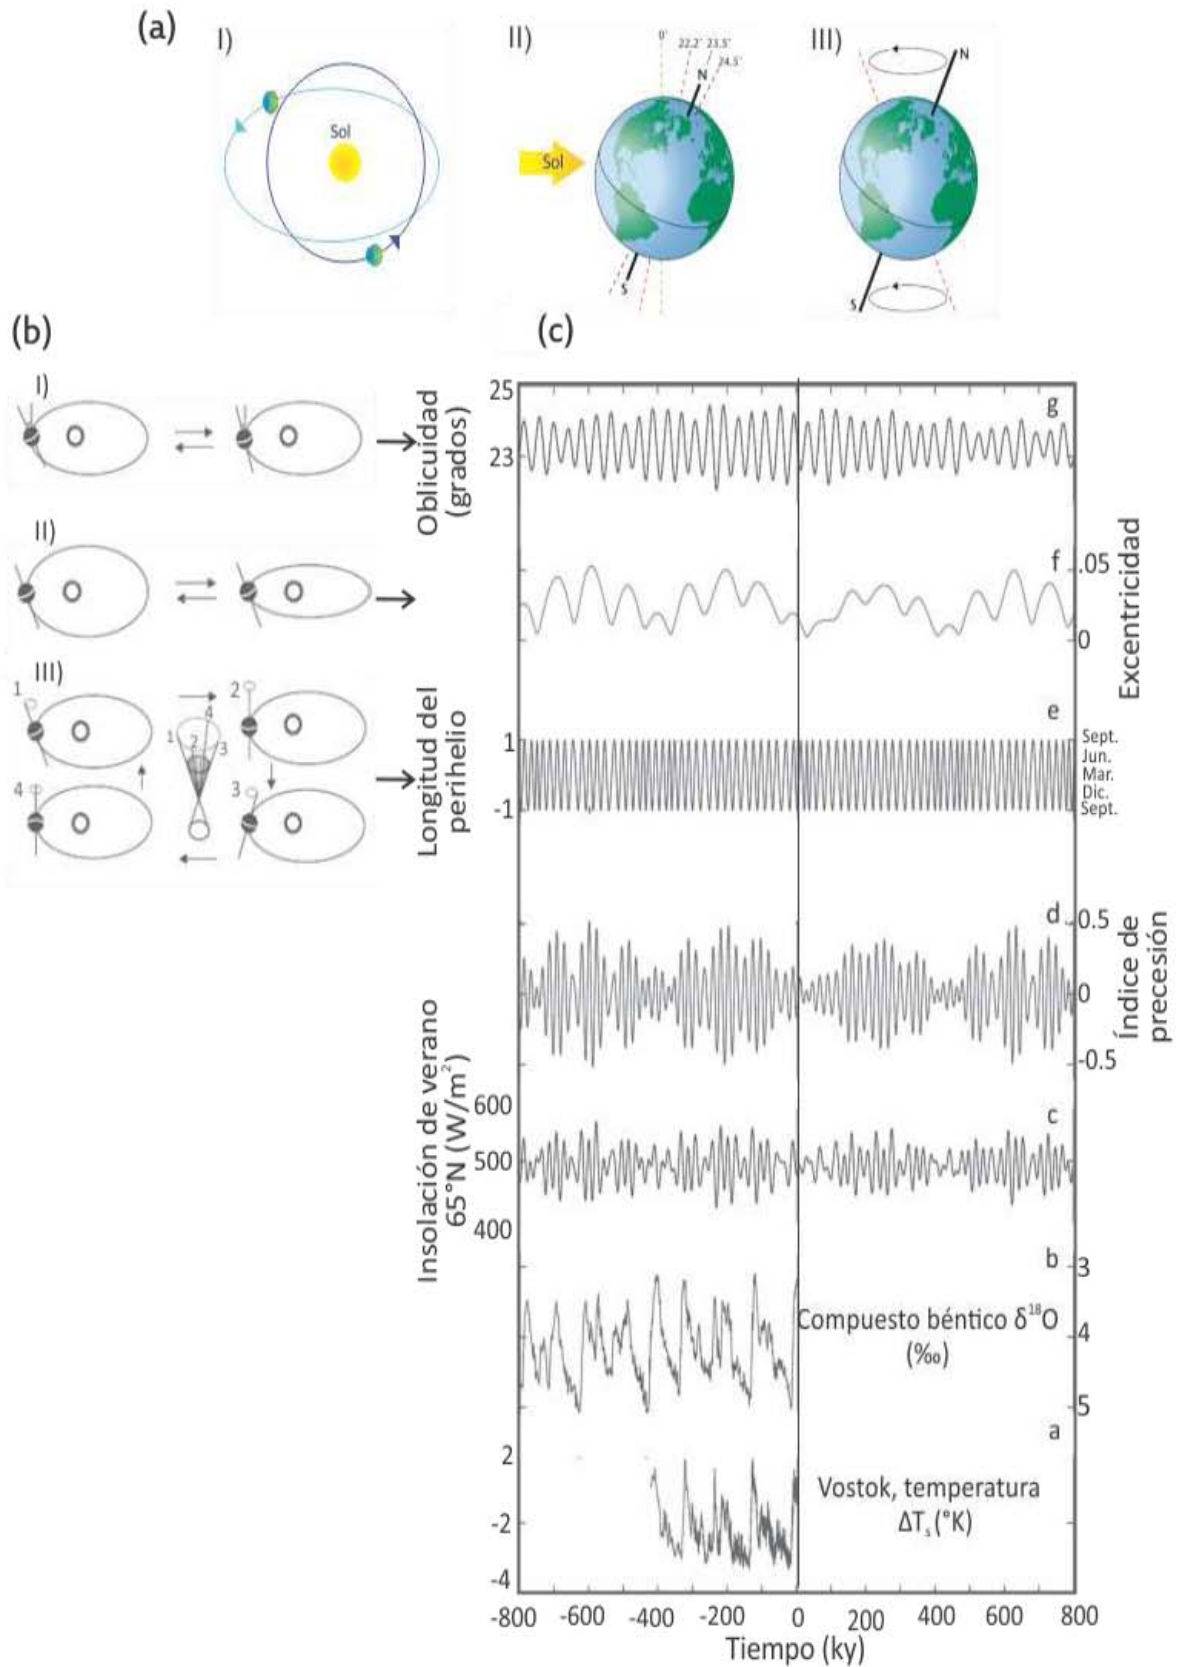 (a)
I)
Sol
II)
0°
22.2° 23.5°
24.5°
N
Sol
S
III)
N
S
(b)
I)
II)
III)
1
2
4
3
1
2
3
4
(c)
Oblicuidad
(grados)
25
23
g
f
.05
0
Excentricidad
Longitud del
perihelio
1
-1
e
Sept.
Jun.
Mar.
Dic.
Sept.
d
0.5
0
-0.5
Índice de
precesión
Insolación de verano
65°N (W/m²)
600
500
400
c
b
3
4
5
Compuesto béntico δ¹⁸O
(‰)
a
2
-2
-4
Vostok, temperatura
ΔTₛ(°K)
-800 -600 -400 -200 0 200 400 600 800
Tiempo (ky)